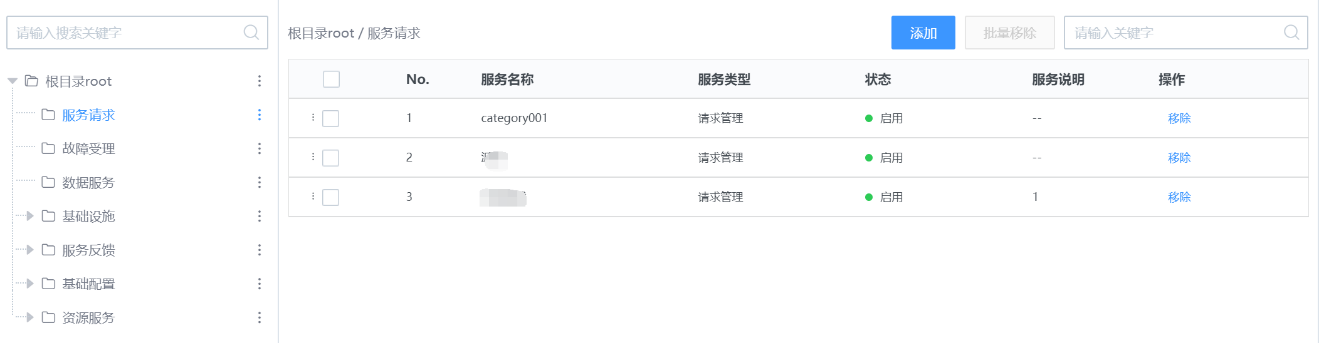 请输入搜索关键字
根目录root
服务请求
故障受理
数据服务
基础设施
服务反馈
基础配置
资源服务
根目录root / 服务请求
添加
批量移除
请输入关键字
No. 服务名称 服务类型 状态 服务说明 操作
1 category001 请求管理 启用 -- 移除
2 请求管理 启用 -- 移除
3 请求管理 启用 1 移除